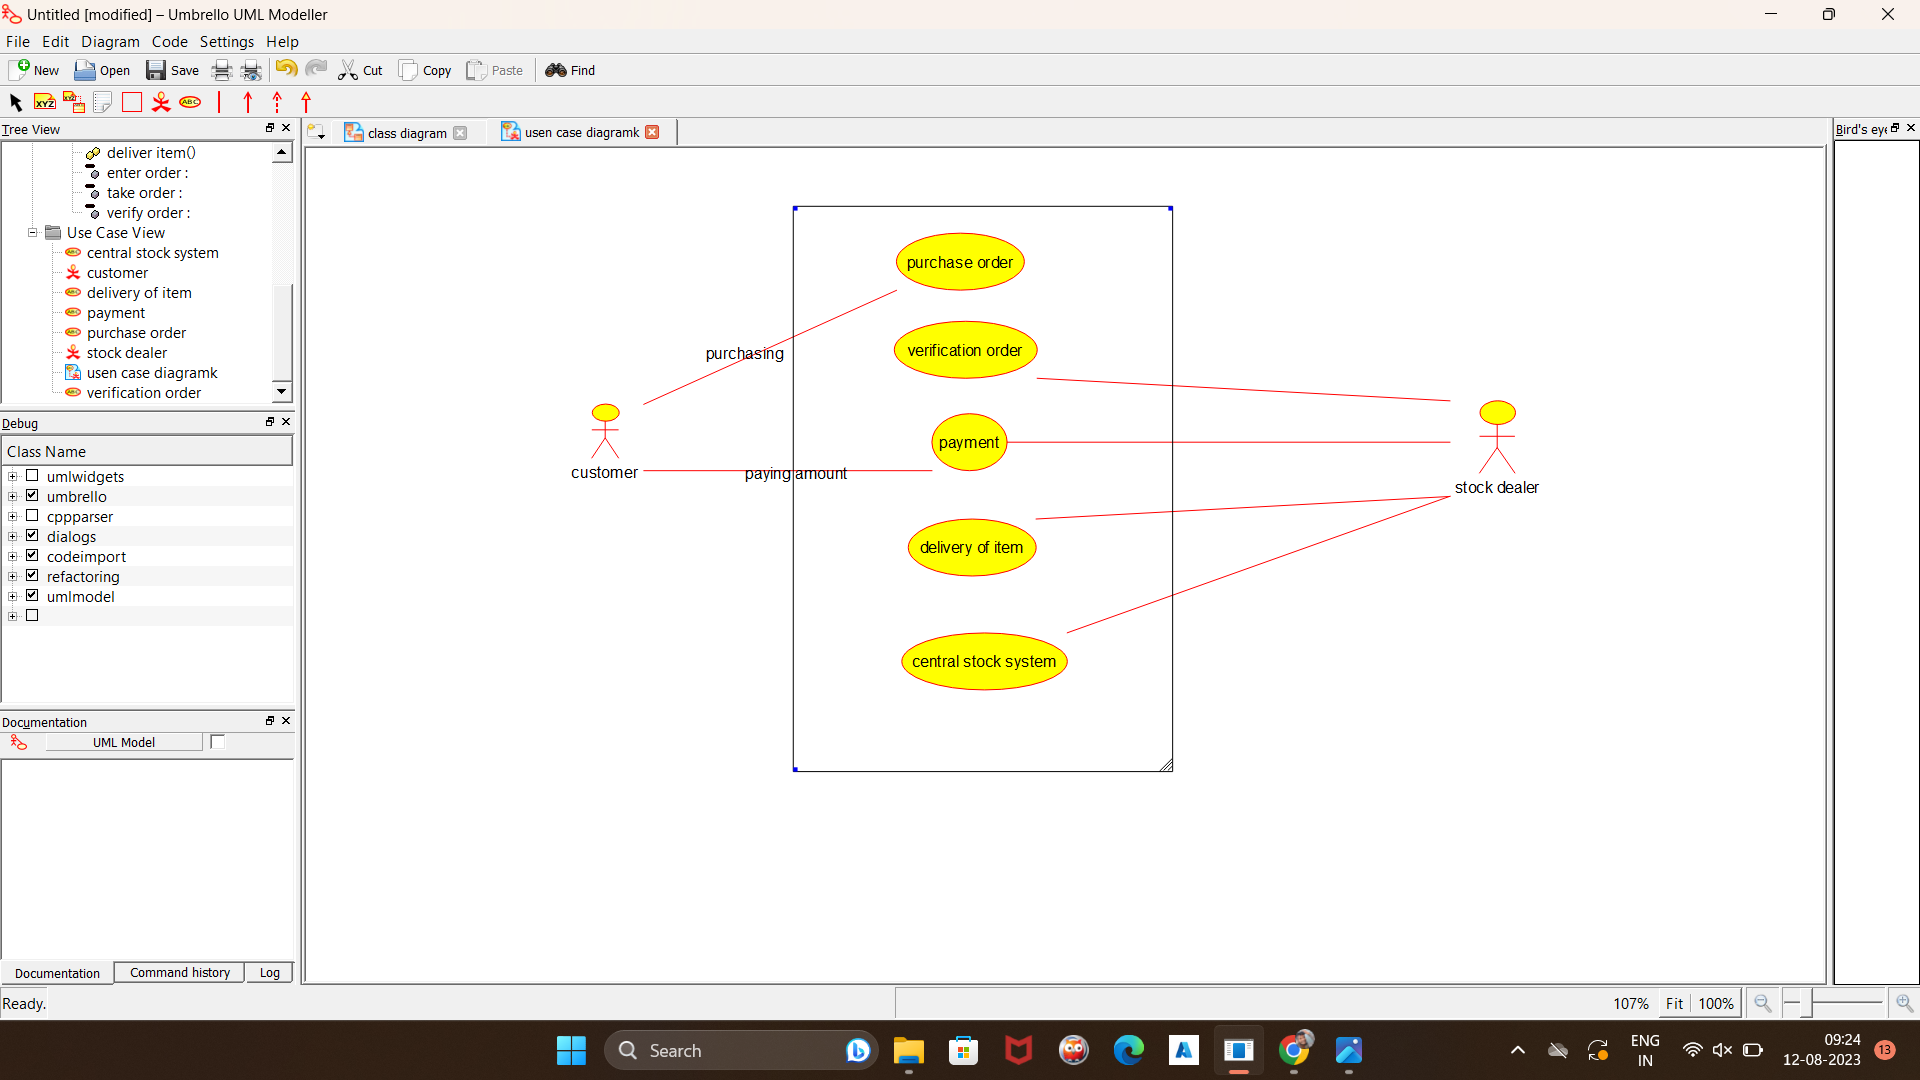 Untitled [modified] – Umbrello UML Modeller
File Edit Diagram Code Settings Help
New Open Save Cut Copy Paste Find
XYZ XYZ ABC
Tree View
class diagram
usen case diagramk
Bird's eye
deliver item()
enter order :
take order :
verify order :
Use Case View
central stock system
customer
delivery of item
payment
purchase order
stock dealer
usen case diagramk
verification order
Debug
Class Name
umlwidgets
umbrello
cppparser
dialogs
codeimport
refactoring
umlmodel
Documentation
UML Model
Documentation Command history Log
purchase order
verification order
purchasing
payment
customer
paying amount
stock dealer
delivery of item
central stock system
Ready.
107% Fit 100%
Search
ENG
IN
09:24
12-08-2023
13